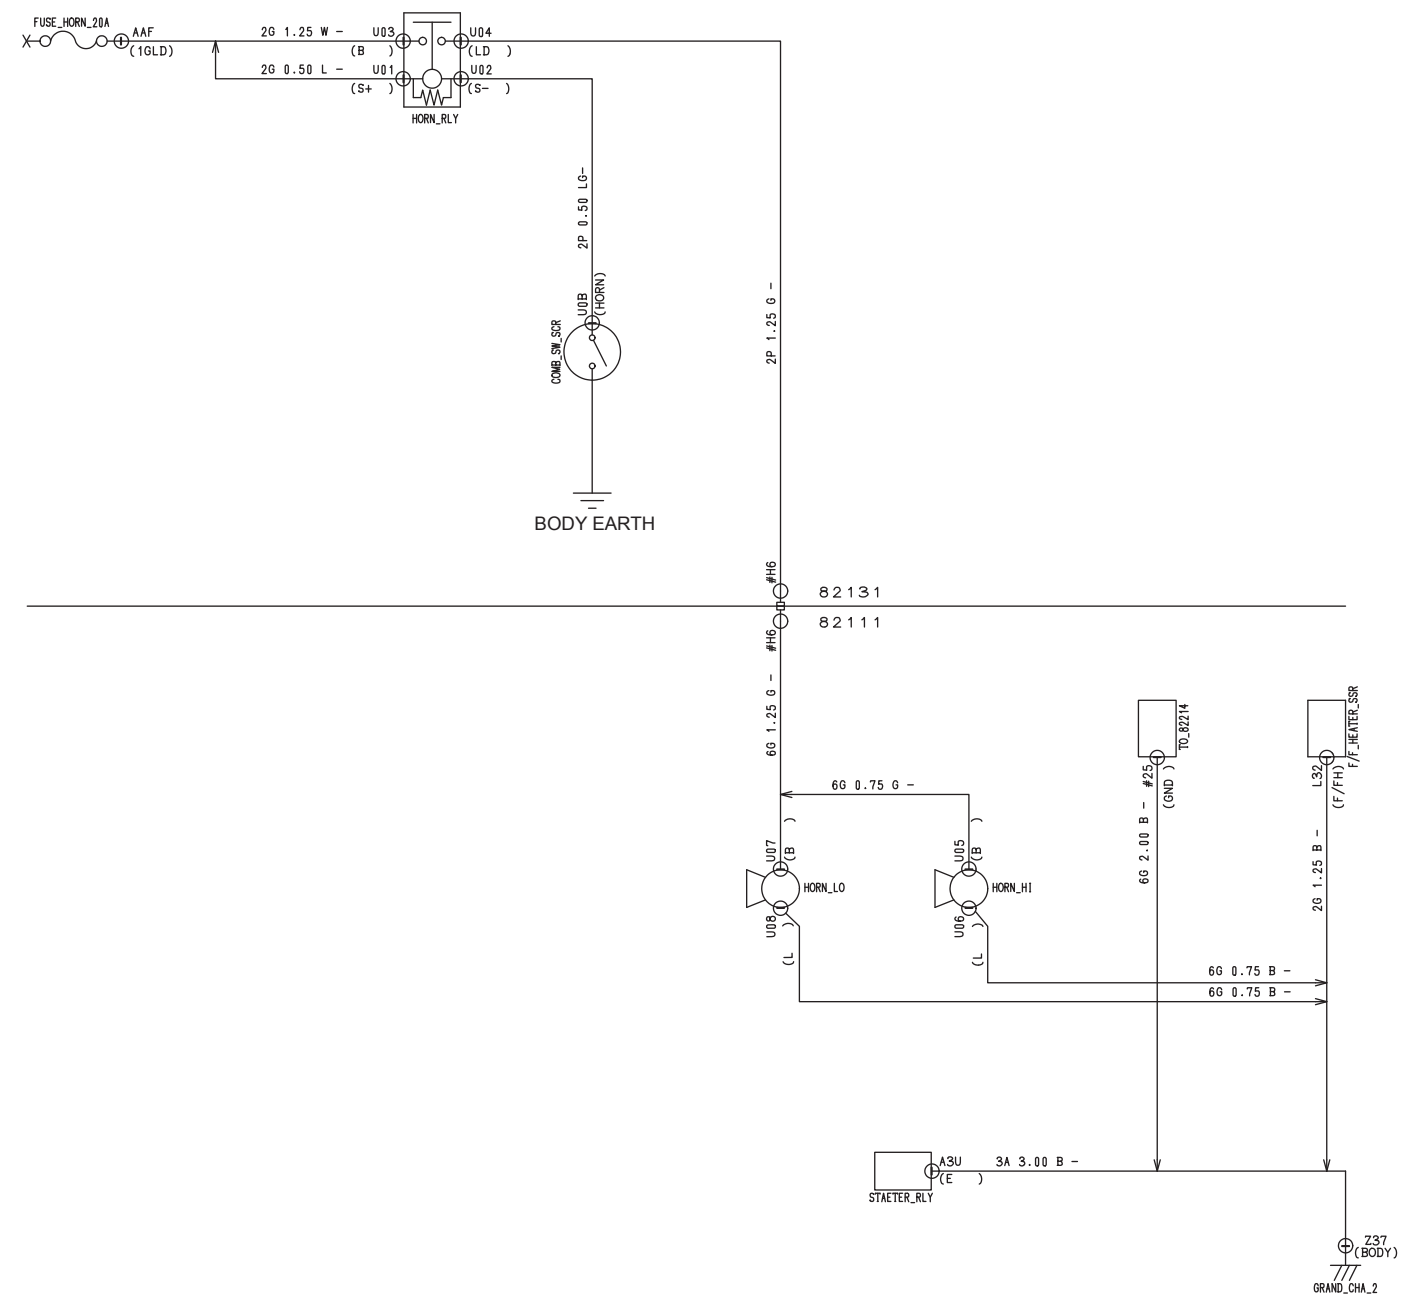 FUSE_HORN_20A
AAF
(1GLD)
2G 1.25 W -
U03
(B )
U04
(LD )
2G 0.50 L -
U01
(S+ )
U02
(S- )
HORN_RLY
2P 0.50 LG-
U0B
(HORN)
COMB_SW_SCR
BODY EARTH
2P 1.25 G -
#H6
82131
82111
#H6
6G 1.25 G -
6G 0.75 G -
U07
(B )
HORN_LO
U08
(L )
U05
(B )
HORN_HI
U06
(L )
TO_82214
#25
(GND )
6G 2.00 B -
F/F_HEATER_SSR
L32
(F/FH)
2G 1.25 B -
6G 0.75 B -
6G 0.75 B -
A3U
(E )
3A 3.00 B -
STAETER_RLY
Z37
(BODY)
GRAND_CHA_2